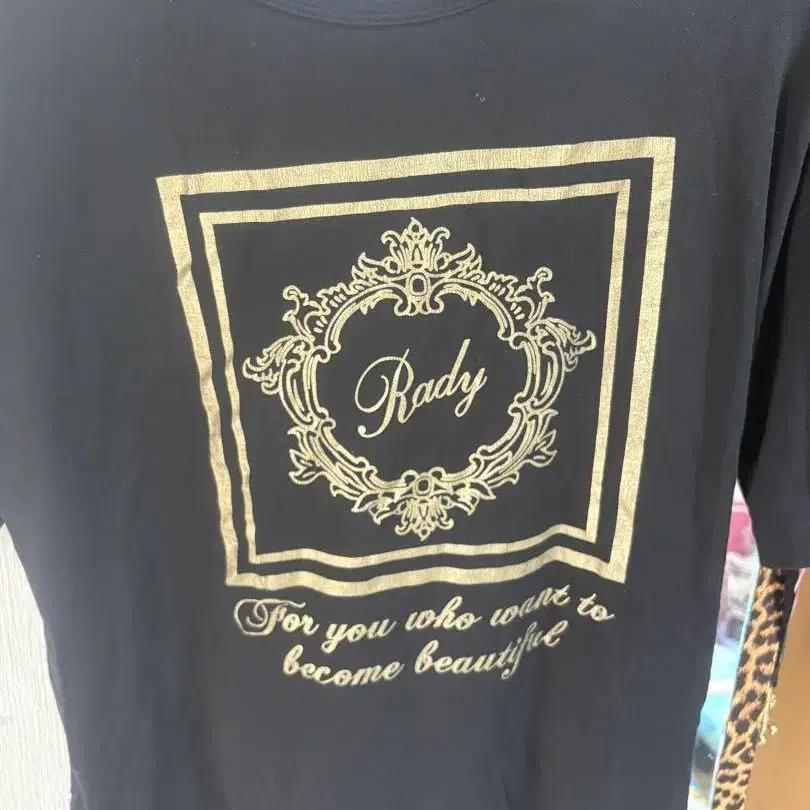 Rady
For you who want to
become beautiful